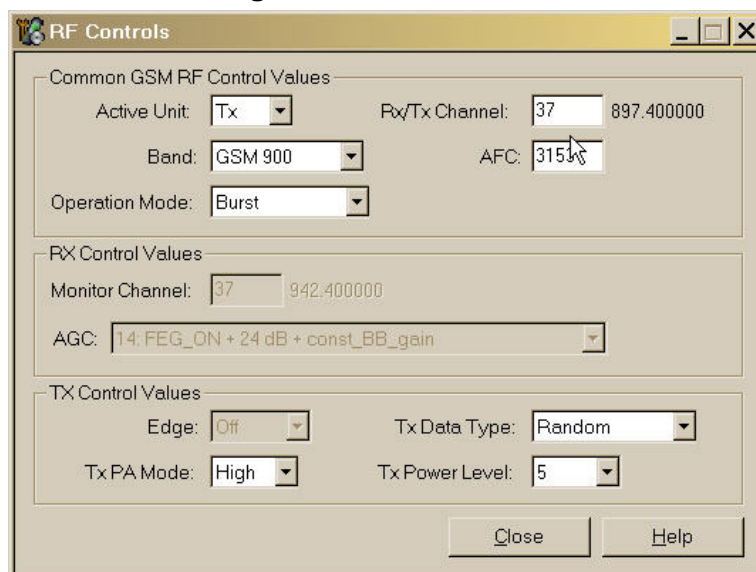 RF Controls
Common GSM RF Control Values
Active Unit: Tx Rx/Tx Channel: 37 897.400000
Band: GSM 900 AFC:
Operation Mode: Burst
RX Control Values
Monitor Channel: 37 942.400000
AGC: 14: FEG_ON + 24 dB + const_BB_gain
TX Control Values
Edge: Off Tx Data Type: Random
Tx PA Mode: High Tx Power Level: 5
Close Help